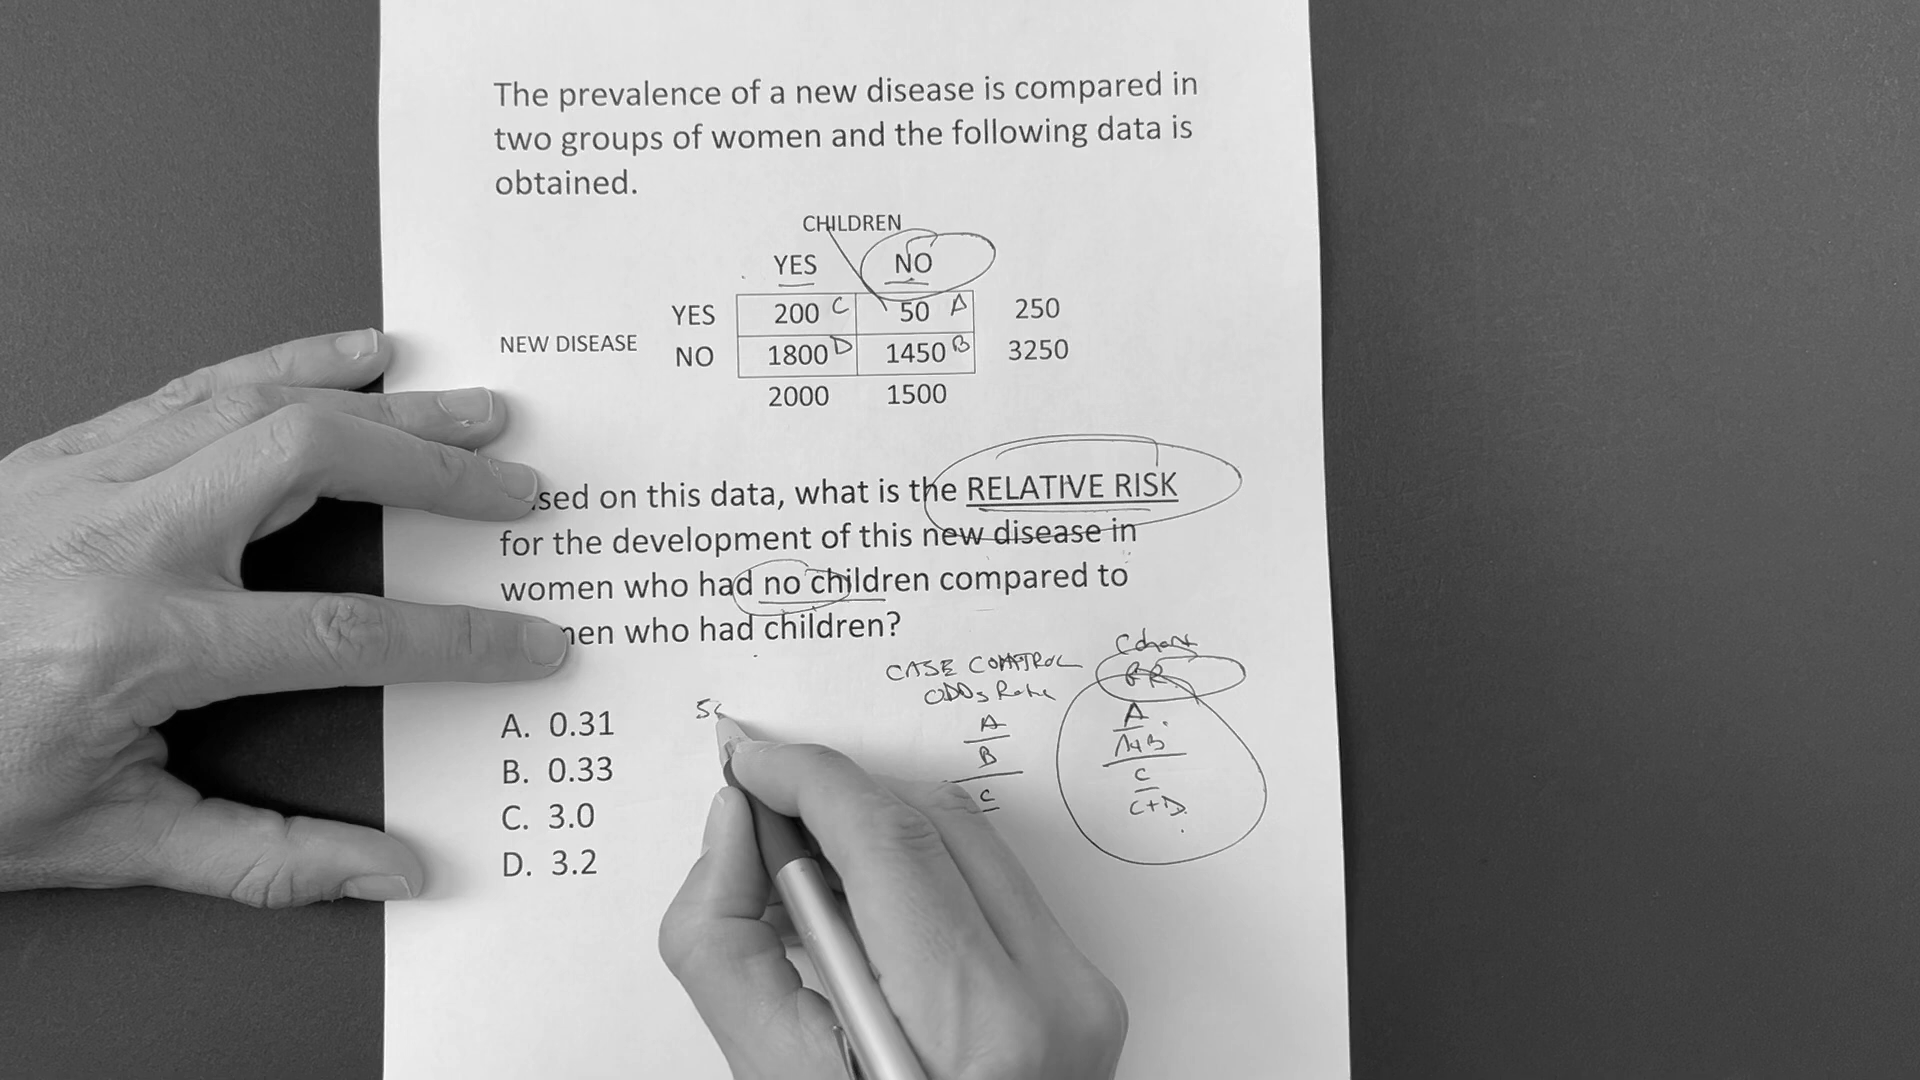 The prevalence of a new disease is compared in
two groups of women and the following data is
obtained.
CHILDREN
YES NO
YES 200 C 50 A 250
NEW DISEASE
NO 1800 D 1450 B 3250
2000 1500
sed on this data, what is the RELATIVE RISK
for the development of this new disease in
women who had no children compared to
men who had children?
Cohort
CASE CONTROL RR
ODDs Ratio
A. 0.31
B. 0.33
C. 3.0
D. 3.2
50
A
B
C
A
A+B
C
C+D